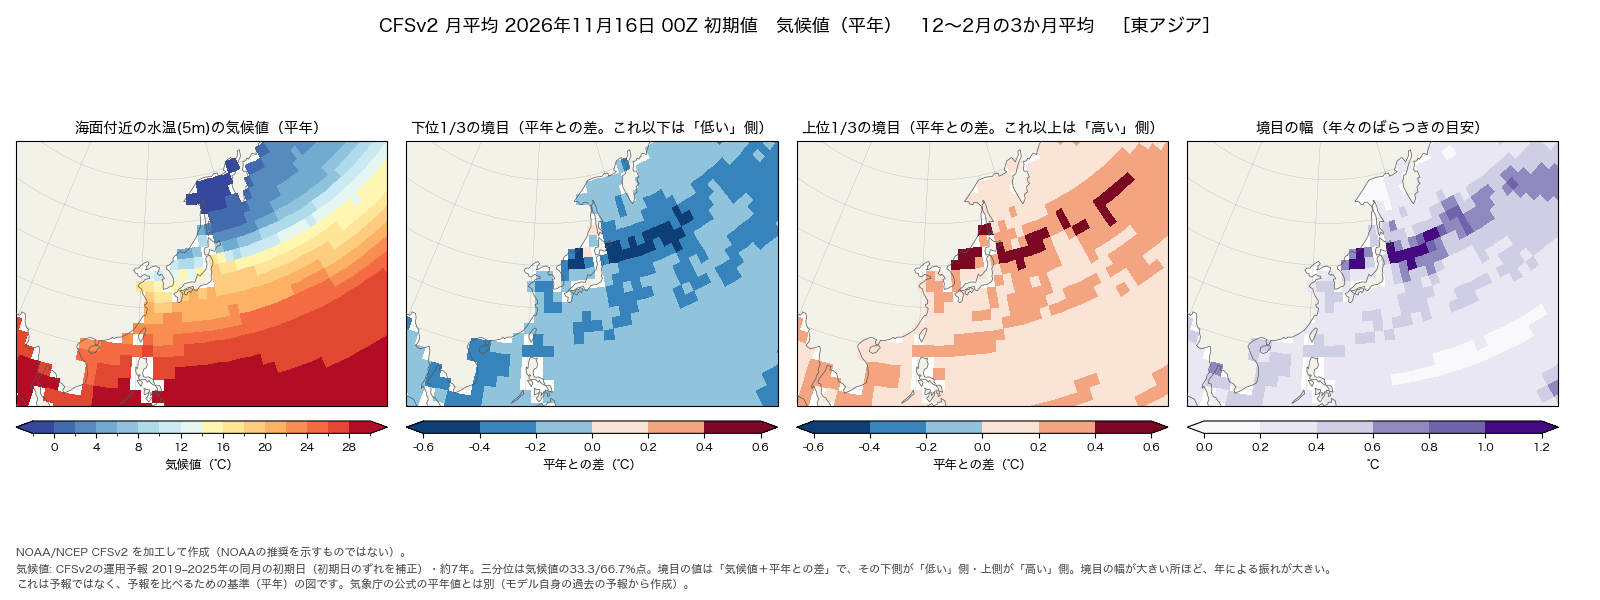 CFSv2 月平均 2026年11月16日 00Z 初期値　気候値（平年）　12～2月の3か月平均　［東アジア］
海面付近の水温(5m)の気候値（平年）
下位1/3の境目（平年との差。これ以下は「低い」側）
上位1/3の境目（平年との差。これ以上は「高い」側）
境目の幅（年々のばらつきの目安）
0 4 8 12 16 20 24 28
気候値（℃）
-0.6 -0.4 -0.2 0.0 0.2 0.4 0.6
平年との差（℃）
-0.6 -0.4 -0.2 0.0 0.2 0.4 0.6
平年との差（℃）
0.0 0.2 0.4 0.6 0.8 1.0 1.2
℃
NOAA/NCEP CFSv2 を加工して作成（NOAAの推奨を示すものではない）。
気候値: CFSv2の運用予報 2019–2025年の同月の初期日（初期日のずれを補正）・約7年。三分位は気候値の33.3/66.7%点。境目の値は「気候値＋平年との差」で、その下側が「低い」側・上側が「高い」側。境目の幅が大きい所ほど、年による振れが大きい。
これは予報ではなく、予報を比べるための基準（平年）の図です。気象庁の公式の平年値とは別（モデル自身の過去の予報から作成）。